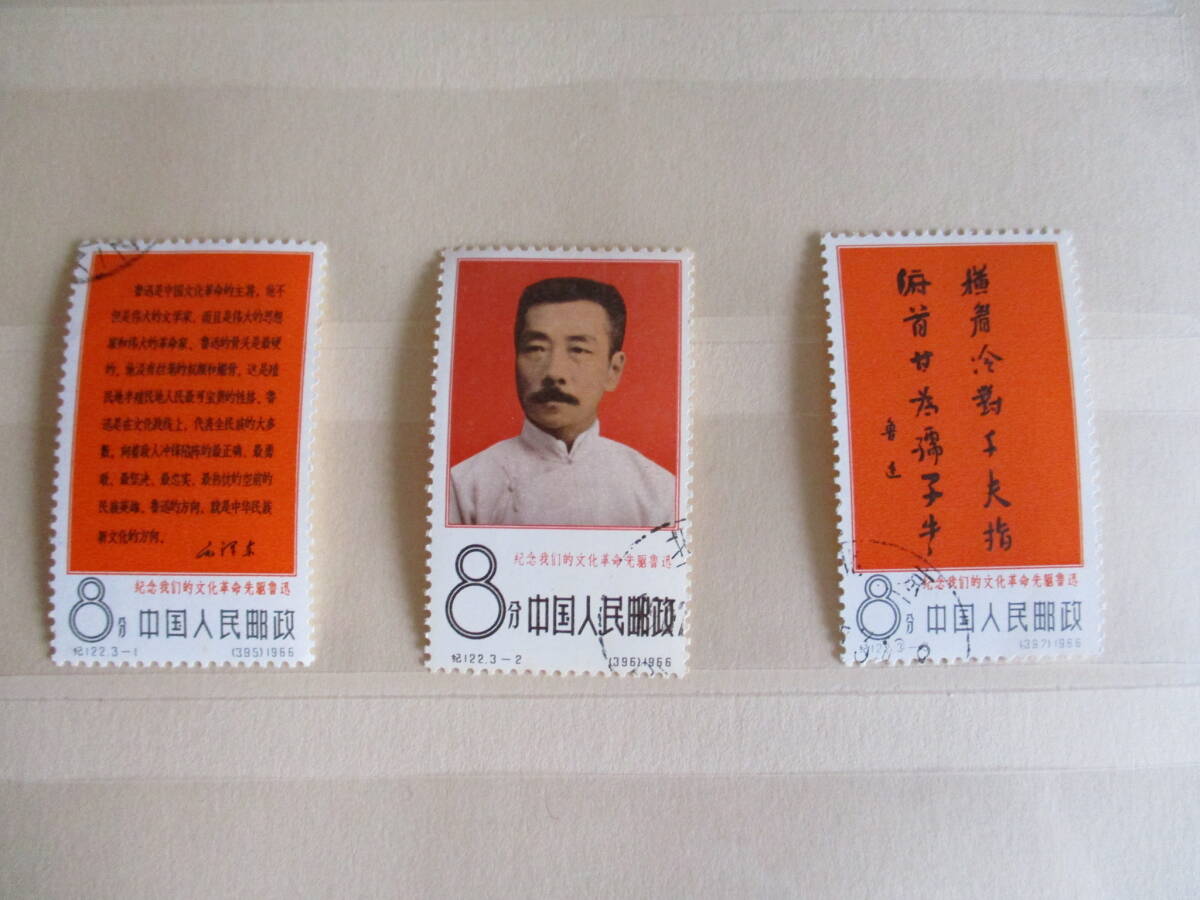 鲁迅是中国文化革命的主将，他不
但是伟大的文学家，而且是伟大的思想
家和伟大的革命家。鲁迅的骨头是最硬
的，他没有丝毫的奴颜和媚骨，这是殖
民地半殖民地人民最可宝贵的性格。鲁
迅是在文化战线上，代表全民族的大多
数，向着敌人冲锋陷阵的最正确、最勇
敢、最坚决、最忠实、最热忱的空前的
民族英雄。鲁迅的方向，就是中华民族
新文化的方向。
毛泽东
纪念我们的文化革命先驱鲁迅
8分 中国人民邮政
纪122.3-1 (395)1966
纪念我们的文化革命先驱鲁迅
8分 中国人民邮政
纪122.3-2 (396)1966
橫眉冷對千夫指
俯首甘為孺子牛
魯迅
纪念我们的文化革命先驱鲁迅
8分 中国人民邮政
纪122.3- (397)1966